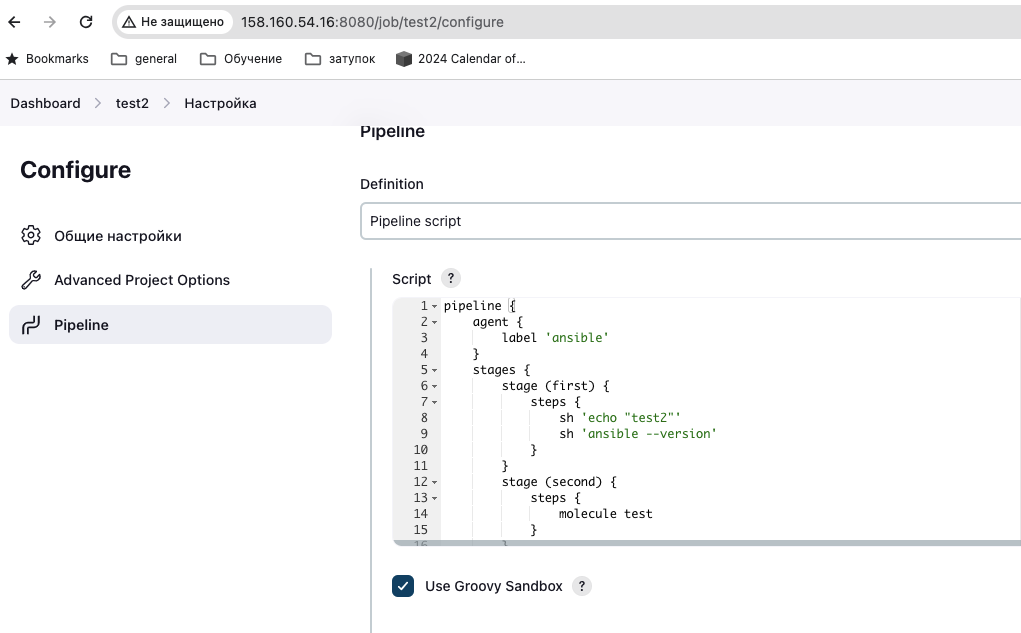 Не защищено 158.160.54.16:8080/job/test2/configure
Bookmarks general Обучение затупок 2024 Calendar of...
Dashboard test2 Настройка
Configure
Общие настройки
Advanced Project Options
Pipeline
Pipeline
Definition
Pipeline script
Script ?
1 pipeline {
2 agent {
3 label 'ansible'
4 }
5 stages {
6 stage (first) {
7 steps {
8 sh 'echo "test2"'
9 sh 'ansible --version'
10 }
11 }
12 stage (second) {
13 steps {
14 molecule test
15 }
16 }
Use Groovy Sandbox ?